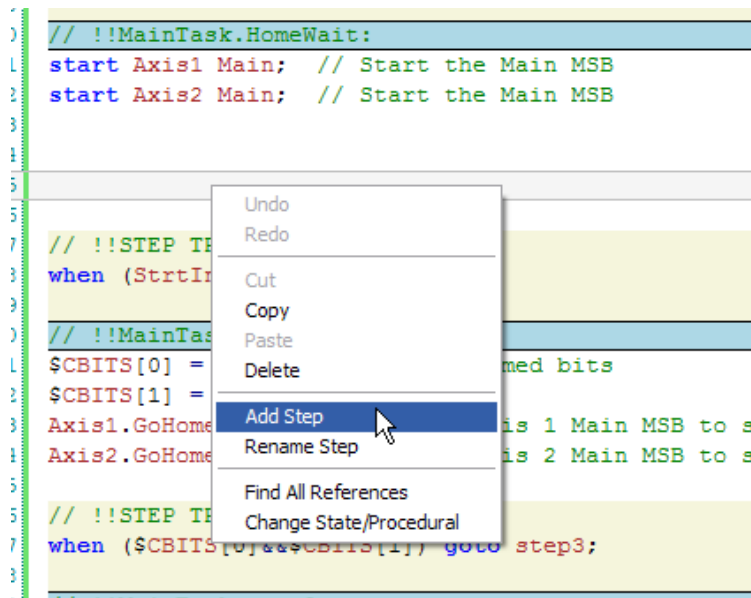 // !!MainTask.HomeWait:
start Axis1 Main;  // Start the Main MSB
start Axis2 Main;  // Start the Main MSB
Undo
Redo
Cut
Copy
Paste
Delete
Add Step
Rename Step
Find All References
Change State/Procedural
// !!STEP
when
// !!
$CBITS[0] = med bits
$CBITS[1] =
Axis1.GoHome is 1 Main MSB to s
Axis2.GoHome is 2 Main MSB to s
// !!STEP
when ($CBITS[0]&&$CBITS[1]) goto step3;